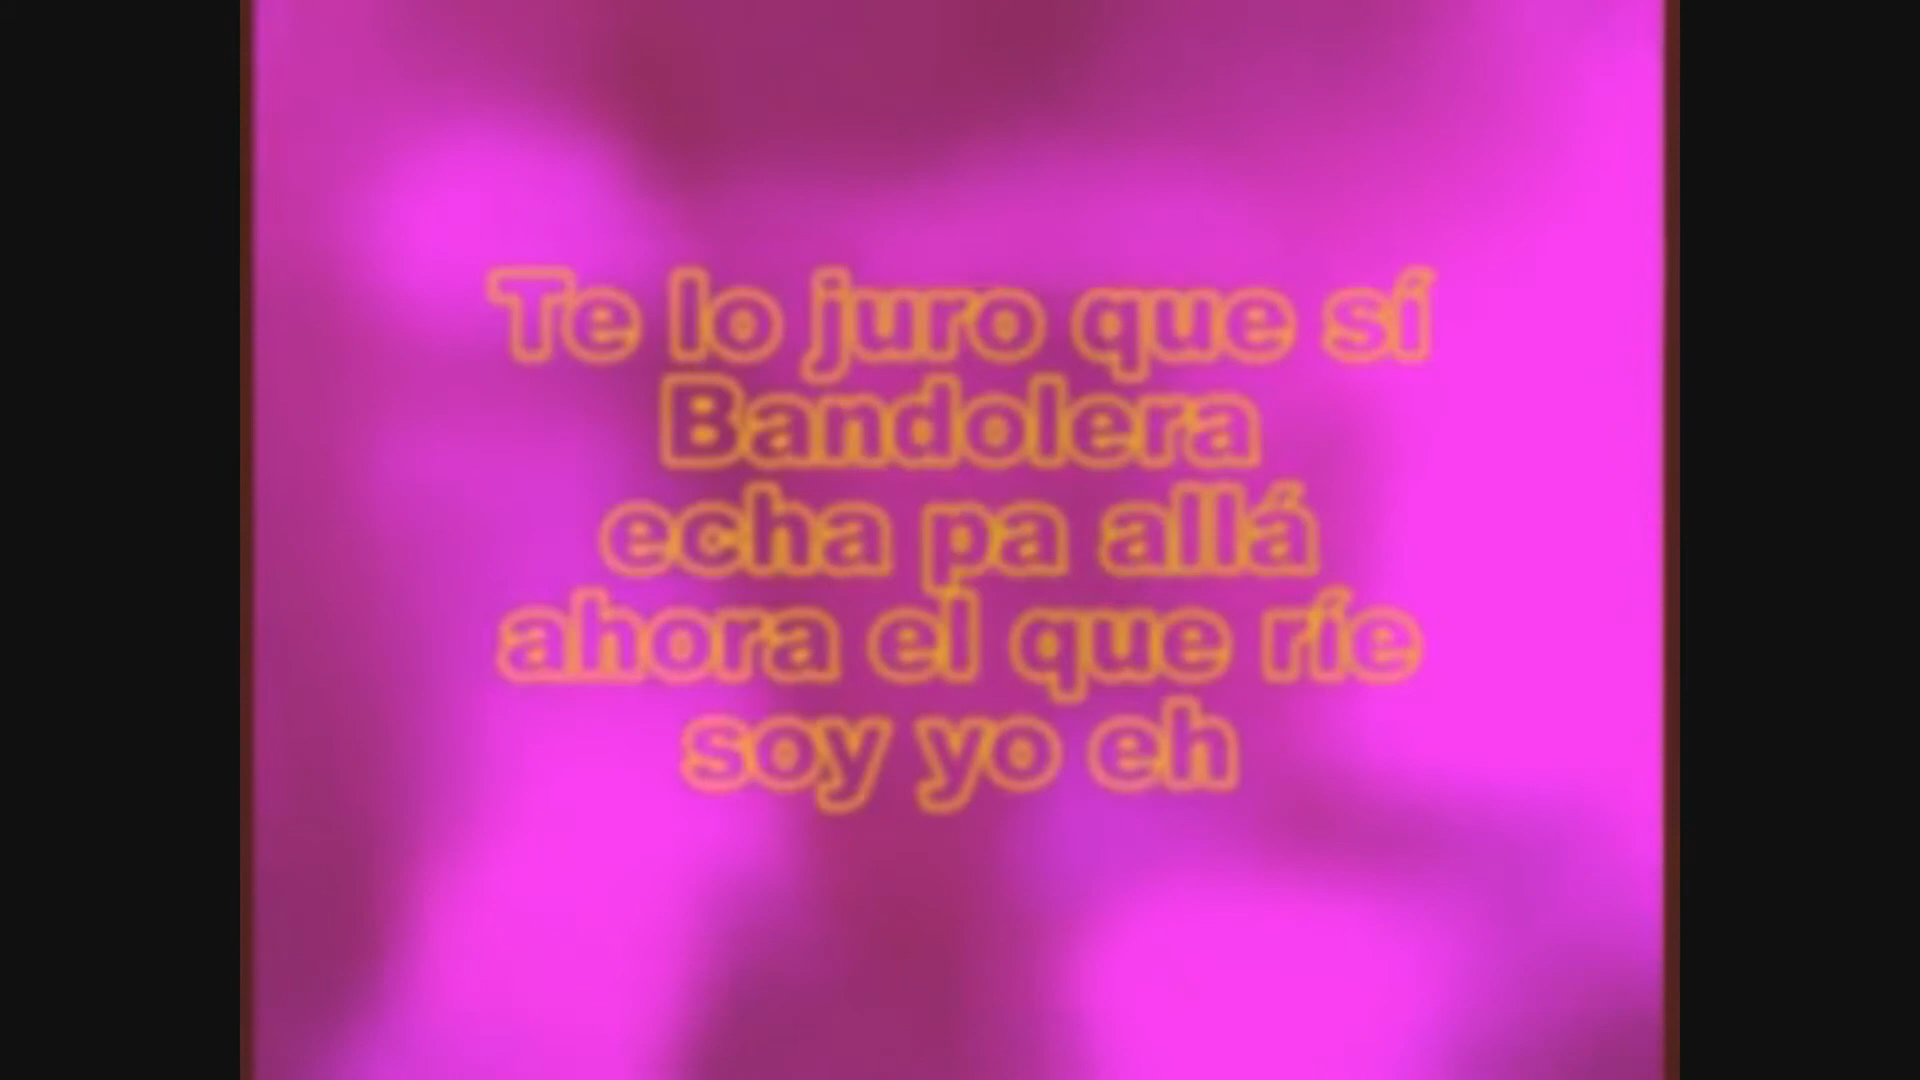 Te lo juro que sí
Bandolera
echa pa allá
ahora el que ríe
soy yo eh